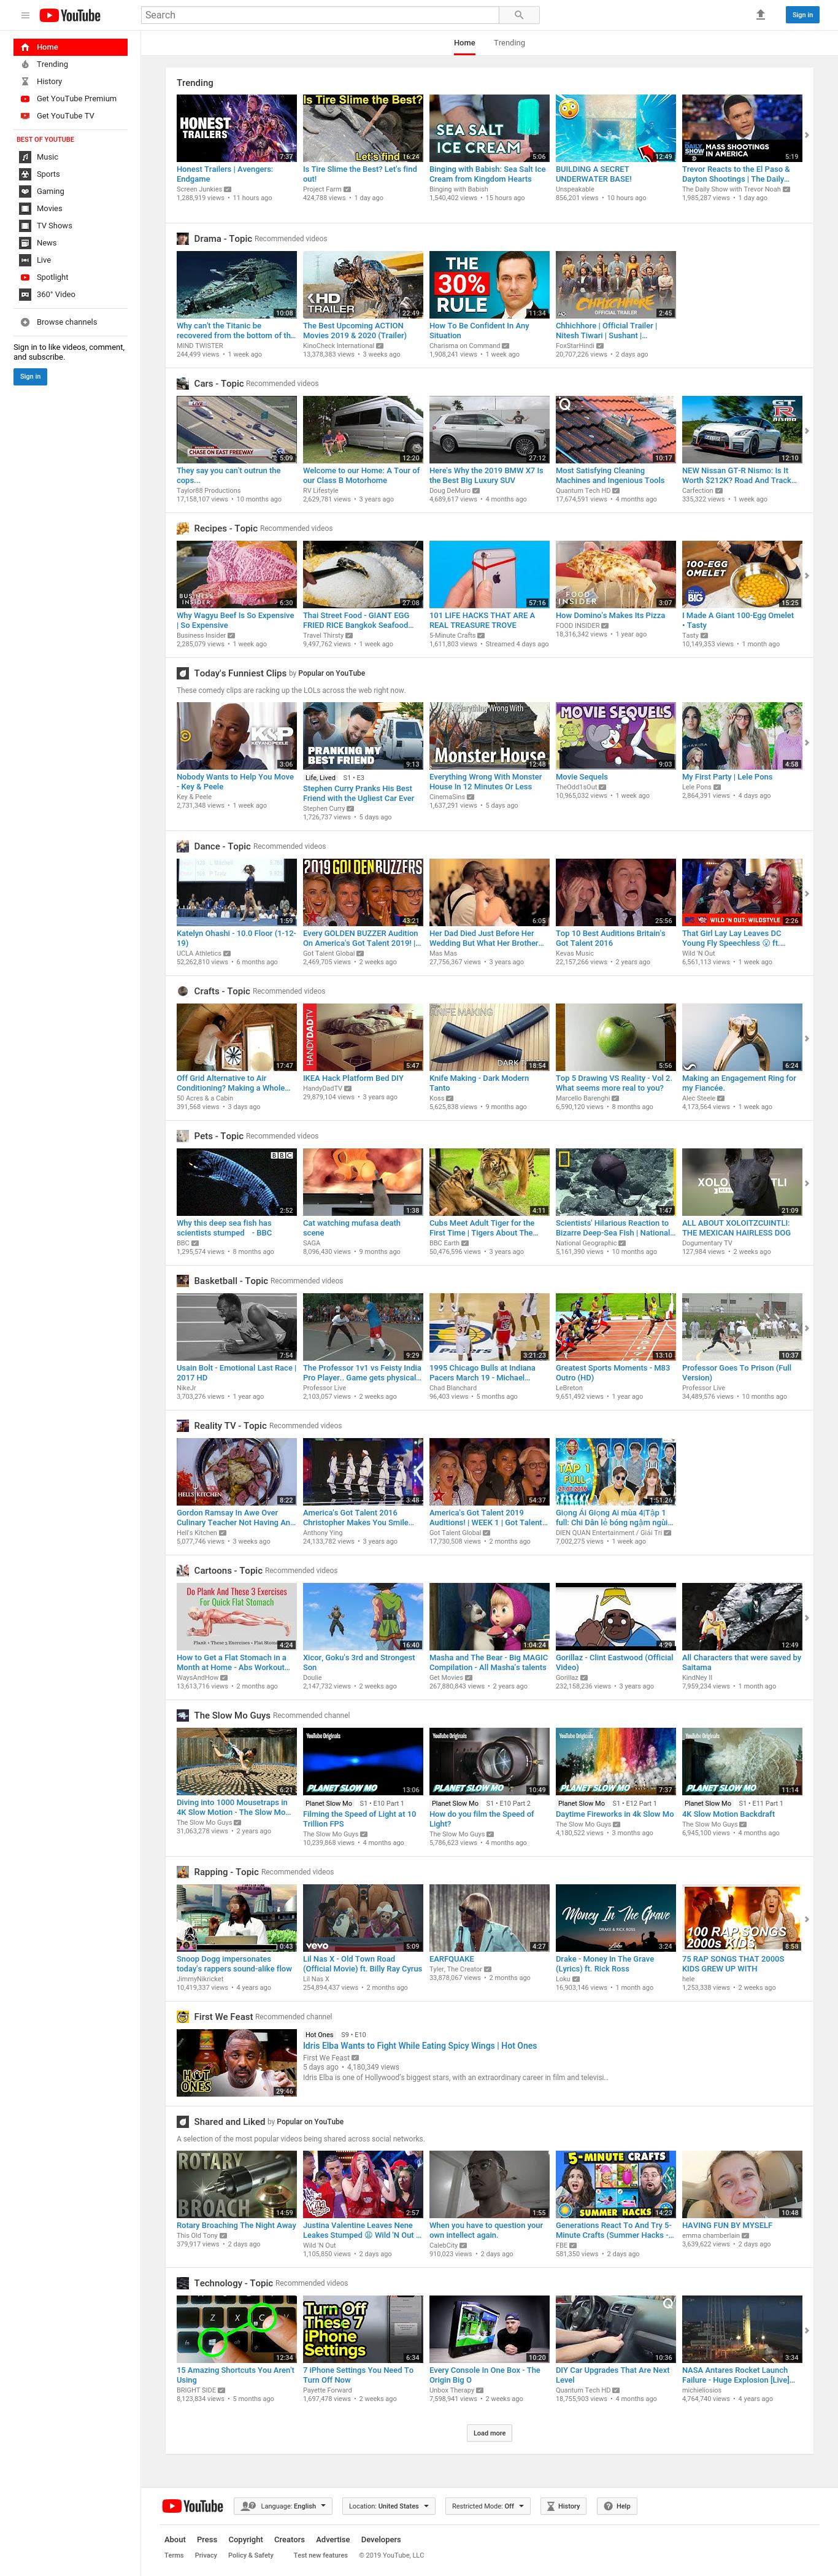 YouTube
Search
Sign in
Home
Trending
History
Get YouTube Premium
Get YouTube TV
BEST OF YOUTUBE
Music
Sports
Gaming
Movies
TV Shows
News
Live
Spotlight
360° Video
Browse channels
Sign in to like videos, comment,
and subscribe.
Sign in
Home Trending
Trending
HONEST
TRAILERS
7:37
Is Tire Slime the Best?
Let's find
16:24
SEA SALT
ICE CREAM
5:06
12:49
MASS SHOOTINGS
IN AMERICA
5:19
Honest Trailers | Avengers:
Endgame
Screen Junkies
1,288,919 views • 11 hours ago
Is Tire Slime the Best? Let's find
out!
Project Farm
424,788 views • 1 day ago
Binging with Babish: Sea Salt Ice
Cream from Kingdom Hearts
Binging with Babish
1,540,402 views • 15 hours ago
BUILDING A SECRET
UNDERWATER BASE!
Unspeakable
856,201 views • 10 hours ago
Trevor Reacts to the El Paso &
Dayton Shootings | The Daily...
The Daily Show with Trevor Noah
1,985,287 views • 1 day ago
Drama - Topic Recommended videos
10:08
HD
TRAILER
22:49
THE
30%
RULE
11:34
CHHICHHORE
OFFICIAL TRAILER
2:45
Why can't the Titanic be
recovered from the bottom of th...
MIND TWISTER
244,499 views • 1 week ago
The Best Upcoming ACTION
Movies 2019 & 2020 (Trailer)
KinoCheck International
13,378,383 views • 3 weeks ago
How To Be Confident In Any
Situation
Charisma on Command
1,908,241 views • 1 week ago
Chhichhore | Official Trailer |
Nitesh Tiwari | Sushant |...
FoxStarHindi
20,707,226 views • 2 days ago
Cars - Topic Recommended videos
CHASE ON EAST FREEWAY
5:09
12:20
27:12
10:17
GT R
nismo
12:10
They say you can't outrun the
cops...
Taylor88 Productions
17,158,107 views • 10 months ago
Welcome to our Home: A Tour of
our Class B Motorhome
RV Lifestyle
2,629,781 views • 3 years ago
Here's Why the 2019 BMW X7 Is
the Best Big Luxury SUV
Doug DeMuro
4,689,617 views • 4 months ago
Most Satisfying Cleaning
Machines and Ingenious Tools
Quantum Tech HD
17,674,591 views • 4 months ago
NEW Nissan GT-R Nismo: Is It
Worth $212K? Road And Track...
Carfection
335,322 views • 1 week ago
Recipes - Topic Recommended videos
BUSINESS
INSIDER
6:30
27:08
57:16
FOOD
INSIDER
3:07
100-EGG
OMELET
BIG
15:25
Why Wagyu Beef Is So Expensive
| So Expensive
Business Insider
2,285,079 views • 1 week ago
Thai Street Food - GIANT EGG
FRIED RICE Bangkok Seafood...
Travel Thirsty
9,497,762 views • 1 week ago
101 LIFE HACKS THAT ARE A
REAL TREASURE TROVE
5-Minute Crafts
1,611,803 views • Streamed 4 days ago
How Domino's Makes Its Pizza
FOOD INSIDER
18,316,342 views • 1 year ago
I Made A Giant 100-Egg Omelet
• Tasty
Tasty
10,149,353 views • 1 month ago
Today's Funniest Clips by Popular on YouTube
These comedy clips are racking up the LOLs across the web right now.
K&P
KEY AND PEELE
3:06
PRANKING MY
BEST FRIEND
9:13
Everything Wrong With
Monster House
12:48
MOVIE SEQUELS
9:03
4:58
Nobody Wants to Help You Move
- Key & Peele
Key & Peele
2,731,348 views • 1 week ago
Life, Lived S1 • E3
Stephen Curry Pranks His Best
Friend with the Ugliest Car Ever
Stephen Curry
1,726,737 views • 5 days ago
Everything Wrong With Monster
House In 12 Minutes Or Less
CinemaSins
1,637,291 views • 5 days ago
Movie Sequels
TheOdd1sOut
10,965,032 views • 1 week ago
My First Party | Lele Pons
Lele Pons
2,864,391 views • 4 days ago
Dance - Topic Recommended videos
1:59
2019 GOLDEN BUZZERS
43:21
6:05
25:56
WILD 'N OUT: WILDSTYLE
2:26
Katelyn Ohashi - 10.0 Floor (1-12-
19)
UCLA Athletics
52,262,810 views • 6 months ago
Every GOLDEN BUZZER Audition
On America's Got Talent 2019! |...
Got Talent Global
2,469,705 views • 2 weeks ago
Her Dad Died Just Before Her
Wedding But What Her Brother...
Mas Mas
27,756,367 views • 3 years ago
Top 10 Best Auditions Britain's
Got Talent 2016
Kevas Music
22,157,266 views • 2 years ago
That Girl Lay Lay Leaves DC
Young Fly Speechless 😮 ft....
Wild 'N Out
6,561,113 views • 1 week ago
Crafts - Topic Recommended videos
17:47
HANDYDADTV
5:47
KNIFE MAKING
DARK
18:54
5:56
6:24
Off Grid Alternative to Air
Conditioning? Making a Whole...
50 Acres & a Cabin
391,568 views • 3 days ago
IKEA Hack Platform Bed DIY
HandyDadTV
29,879,104 views • 3 years ago
Knife Making - Dark Modern
Tanto
Koss
5,625,838 views • 9 months ago
Top 5 Drawing VS Reality - Vol 2.
What seems more real to you?
Marcello Barenghi
6,590,120 views • 8 months ago
Making an Engagement Ring for
my Fiancée.
Alec Steele
4,173,564 views • 1 week ago
Pets - Topic Recommended videos
BBC
2:52
1:38
4:11
1:47
21:09
Why this deep sea fish has
scientists stumped - BBC
BBC
1,295,574 views • 8 months ago
Cat watching mufasa death
scene
SAGA
8,096,430 views • 9 months ago
Cubs Meet Adult Tiger for the
First Time | Tigers About The...
BBC Earth
50,476,596 views • 3 years ago
Scientists' Hilarious Reaction to
Bizarre Deep-Sea Fish | National...
National Geographic
5,161,390 views • 10 months ago
ALL ABOUT XOLOITZCUINTLI:
THE MEXICAN HAIRLESS DOG
Dogumentary TV
127,984 views • 2 weeks ago
Basketball - Topic Recommended videos
7:54
9:29
3:21:23
13:10
10:37
Usain Bolt - Emotional Last Race |
2017 HD
NikeJr
3,703,276 views • 1 year ago
The Professor 1v1 vs Feisty India
Pro Player.. Game gets physical...
Professor Live
2,103,057 views • 2 weeks ago
1995 Chicago Bulls at Indiana
Pacers March 19 - Michael...
Chad Blanchard
96,403 views • 5 months ago
Greatest Sports Moments - M83
Outro (HD)
LeBreton
9,651,492 views • 1 year ago
Professor Goes To Prison (Full
Version)
Professor Live
34,489,576 views • 10 months ago
Reality TV - Topic Recommended videos
HELL'S KITCHEN
8:22
3:48
54:37
TẬP 1
FULL
1:51:26
Gordon Ramsay In Awe Over
Culinary Teacher Not Having An...
Hell's Kitchen
5,077,746 views • 3 weeks ago
America's Got Talent 2016
Christopher Makes You Smile...
Anthony Ying
24,133,782 views • 3 years ago
America's Got Talent 2019
Auditions! | WEEK 1 | Got Talent...
Got Talent Global
17,730,508 views • 2 months ago
Giọng Ải Giọng Ai mùa 4|Tập 1
full: Chi Dân lẻ bóng ngậm ngùi...
DIEN QUAN Entertainment / Giải Trí
7,002,275 views • 1 week ago
Cartoons - Topic Recommended videos
Do Plank And These 3 Exercises
For Quick Flat Stomach
4:24
16:40
1:04:24
4:29
12:49
How to Get a Flat Stomach in a
Month at Home - Abs Workout...
WaysAndHow
13,613,716 views • 2 months ago
Xicor, Goku's 3rd and Strongest
Son
Doulie
2,147,732 views • 2 weeks ago
Masha and The Bear - Big MAGIC
Compilation - All Masha's talents
Get Movies
267,880,843 views • 2 years ago
Gorillaz - Clint Eastwood (Official
Video)
Gorillaz
232,158,236 views • 3 years ago
All Characters that were saved by
Saitama
KindNey II
7,959,234 views • 1 month ago
The Slow Mo Guys Recommended channel
6:21
YouTube Originals
PLANET SLOW MO
13:06
YouTube Originals
PLANET SLOW MO
10:49
YouTube Originals
PLANET SLOW MO
7:37
YouTube Originals
PLANET SLOW MO
11:14
Diving into 1000 Mousetraps in
4K Slow Motion - The Slow Mo...
The Slow Mo Guys
31,063,278 views • 2 years ago
Planet Slow Mo S1 • E10 Part 1
Filming the Speed of Light at 10
Trillion FPS
The Slow Mo Guys
10,239,868 views • 4 months ago
Planet Slow Mo S1 • E10 Part 2
How do you film the Speed of
Light?
The Slow Mo Guys
5,786,623 views • 4 months ago
Planet Slow Mo S1 • E12 Part 1
Daytime Fireworks in 4k Slow Mo
The Slow Mo Guys
4,180,522 views • 3 months ago
Planet Slow Mo S1 • E11 Part 1
4K Slow Motion Backdraft
The Slow Mo Guys
6,945,100 views • 4 months ago
Rapping - Topic Recommended videos
0:43
vevo
5:09
4:27
Money In The Grave
DRAKE & RICK ROSS
3:24
100 RAP SONGS
2000s KIDS
8:58
Snoop Dogg impersonates
today's rappers sound-alike flow
JimmyNikricket
10,419,337 views • 4 years ago
Lil Nas X - Old Town Road
(Official Movie) ft. Billy Ray Cyrus
Lil Nas X
254,894,437 views • 2 months ago
EARFQUAKE
Tyler, The Creator
33,878,067 views • 2 months ago
Drake - Money In The Grave
(Lyrics) ft. Rick Ross
Loku
16,903,146 views • 1 month ago
75 RAP SONGS THAT 2000S
KIDS GREW UP WITH
hele
1,253,338 views • 2 weeks ago
First We Feast Recommended channel
HOT
ONES
29:46
Hot Ones S9 • E10
Idris Elba Wants to Fight While Eating Spicy Wings | Hot Ones
First We Feast
5 days ago • 4,180,349 views
Idris Elba is one of Hollywood's biggest stars, with an extraordinary career in film and televisi...
Shared and Liked by Popular on YouTube
A selection of the most popular videos being shared across social networks.
ROTARY
BROACH
14:59
2:57
1:55
5-MINUTE CRAFTS
SUMMER HACKS
14:23
10:48
Rotary Broaching The Night Away
This Old Tony
379,917 views • 2 days ago
Justina Valentine Leaves Nene
Leakes Stumped 😩 Wild 'N Out ...
Wild 'N Out
1,105,850 views • 2 days ago
When you have to question your
own intellect again.
CalebCity
910,023 views • 2 days ago
Generations React To And Try 5-
Minute Crafts (Summer Hacks -...
FBE
581,350 views • 2 days ago
HAVING FUN BY MYSELF
emma chamberlain
3,639,622 views • 2 days ago
Technology - Topic Recommended videos
Z X C V
12:34
Turn Off
These 7
iPhone
Settings
6:34
10:20
10:36
3:34
15 Amazing Shortcuts You Aren't
Using
BRIGHT SIDE
8,123,834 views • 5 months ago
7 iPhone Settings You Need To
Turn Off Now
Payette Forward
1,697,478 views • 2 weeks ago
Every Console In One Box - The
Origin Big O
Unbox Therapy
7,598,941 views • 2 weeks ago
DIY Car Upgrades That Are Next
Level
Quantum Tech HD
18,755,903 views • 4 months ago
NASA Antares Rocket Launch
Failure - Huge Explosion [Live]...
michieliosios
4,764,740 views • 4 years ago
Load more
YouTube
Language: English Location: United States Restricted Mode: Off History Help
About Press Copyright Creators Advertise Developers
Terms Privacy Policy & Safety Test new features © 2019 YouTube, LLC